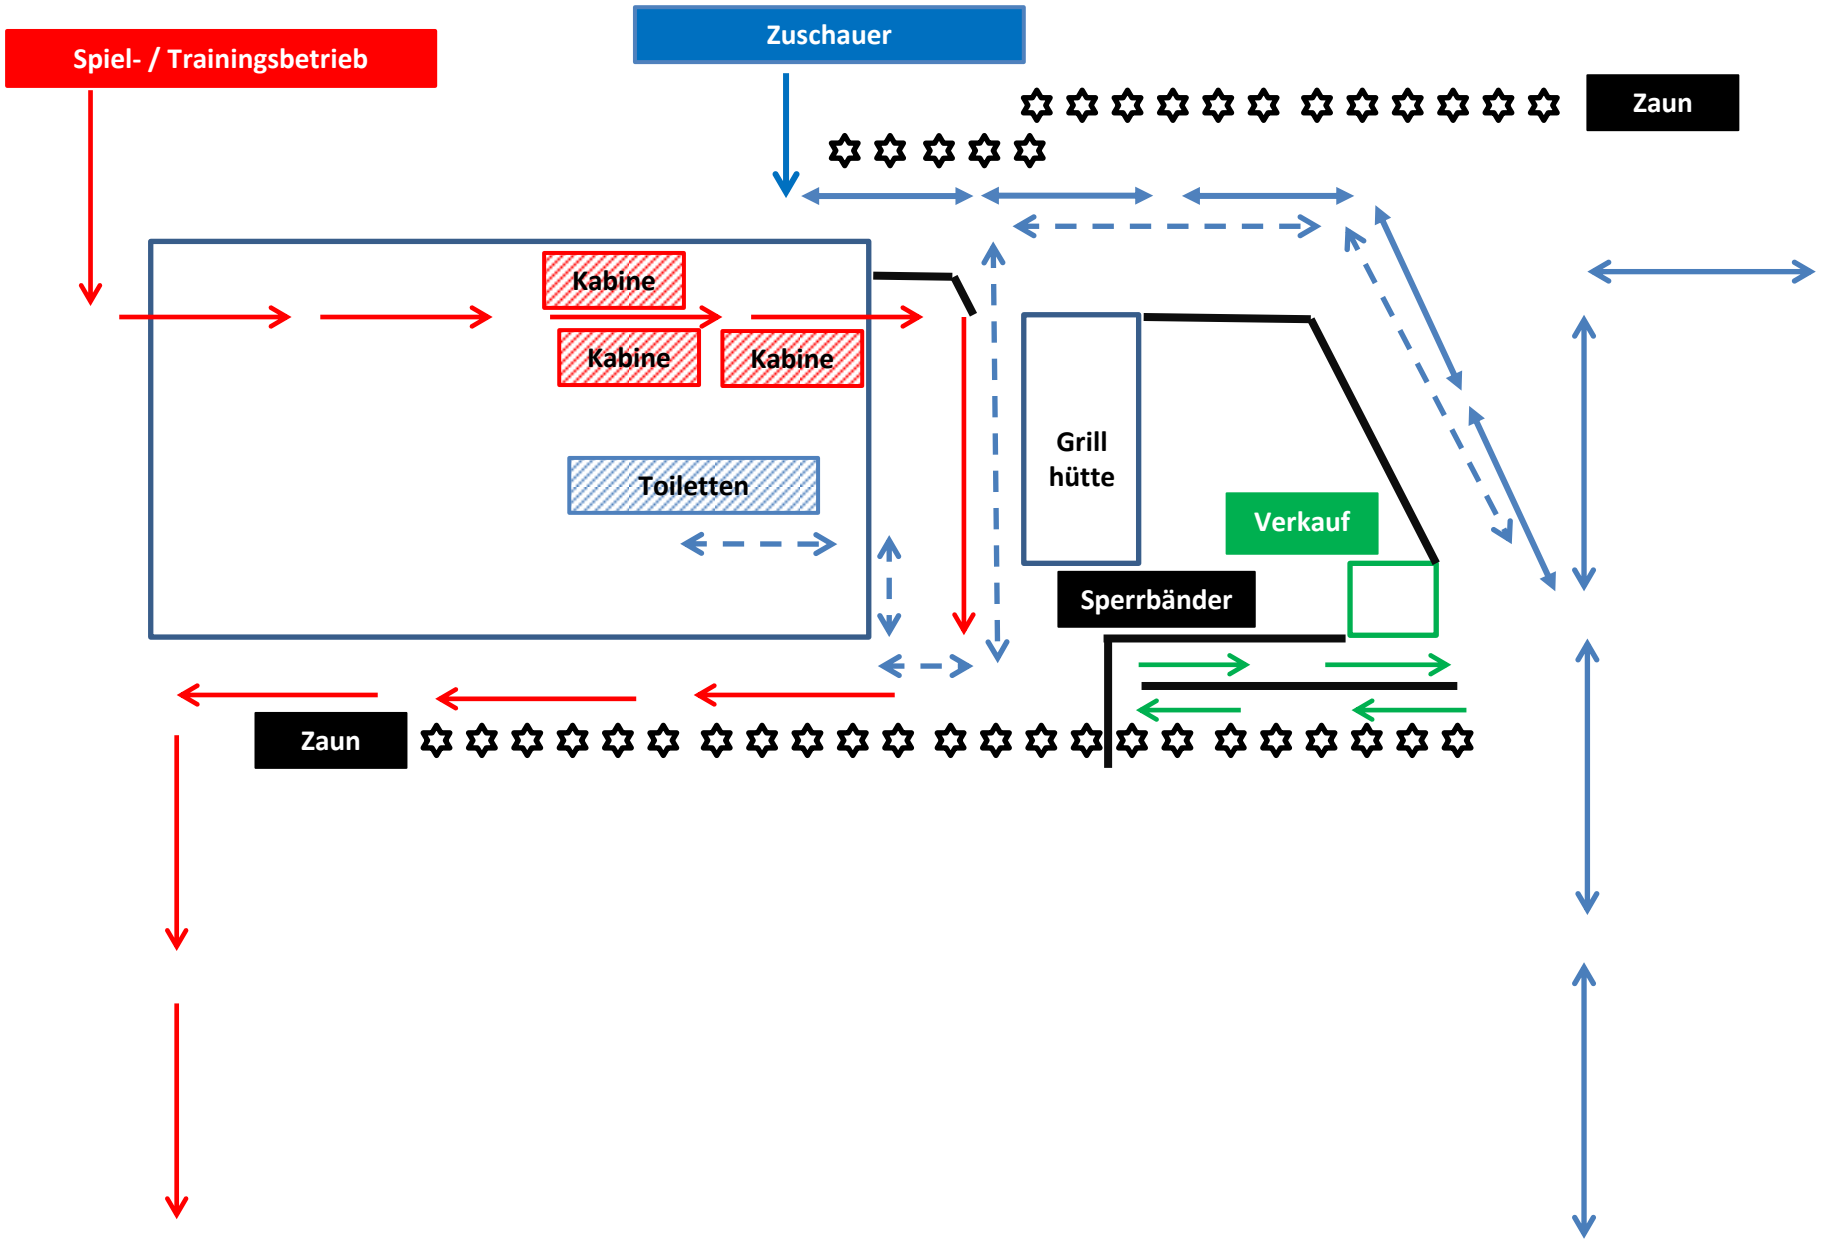 Zuschauer
Spiel- / Trainingsbetrieb
Zaun
Kabine
Kabine
Kabine
Grill
hütte
Toiletten
Verkauf
Sperrbänder
Zaun